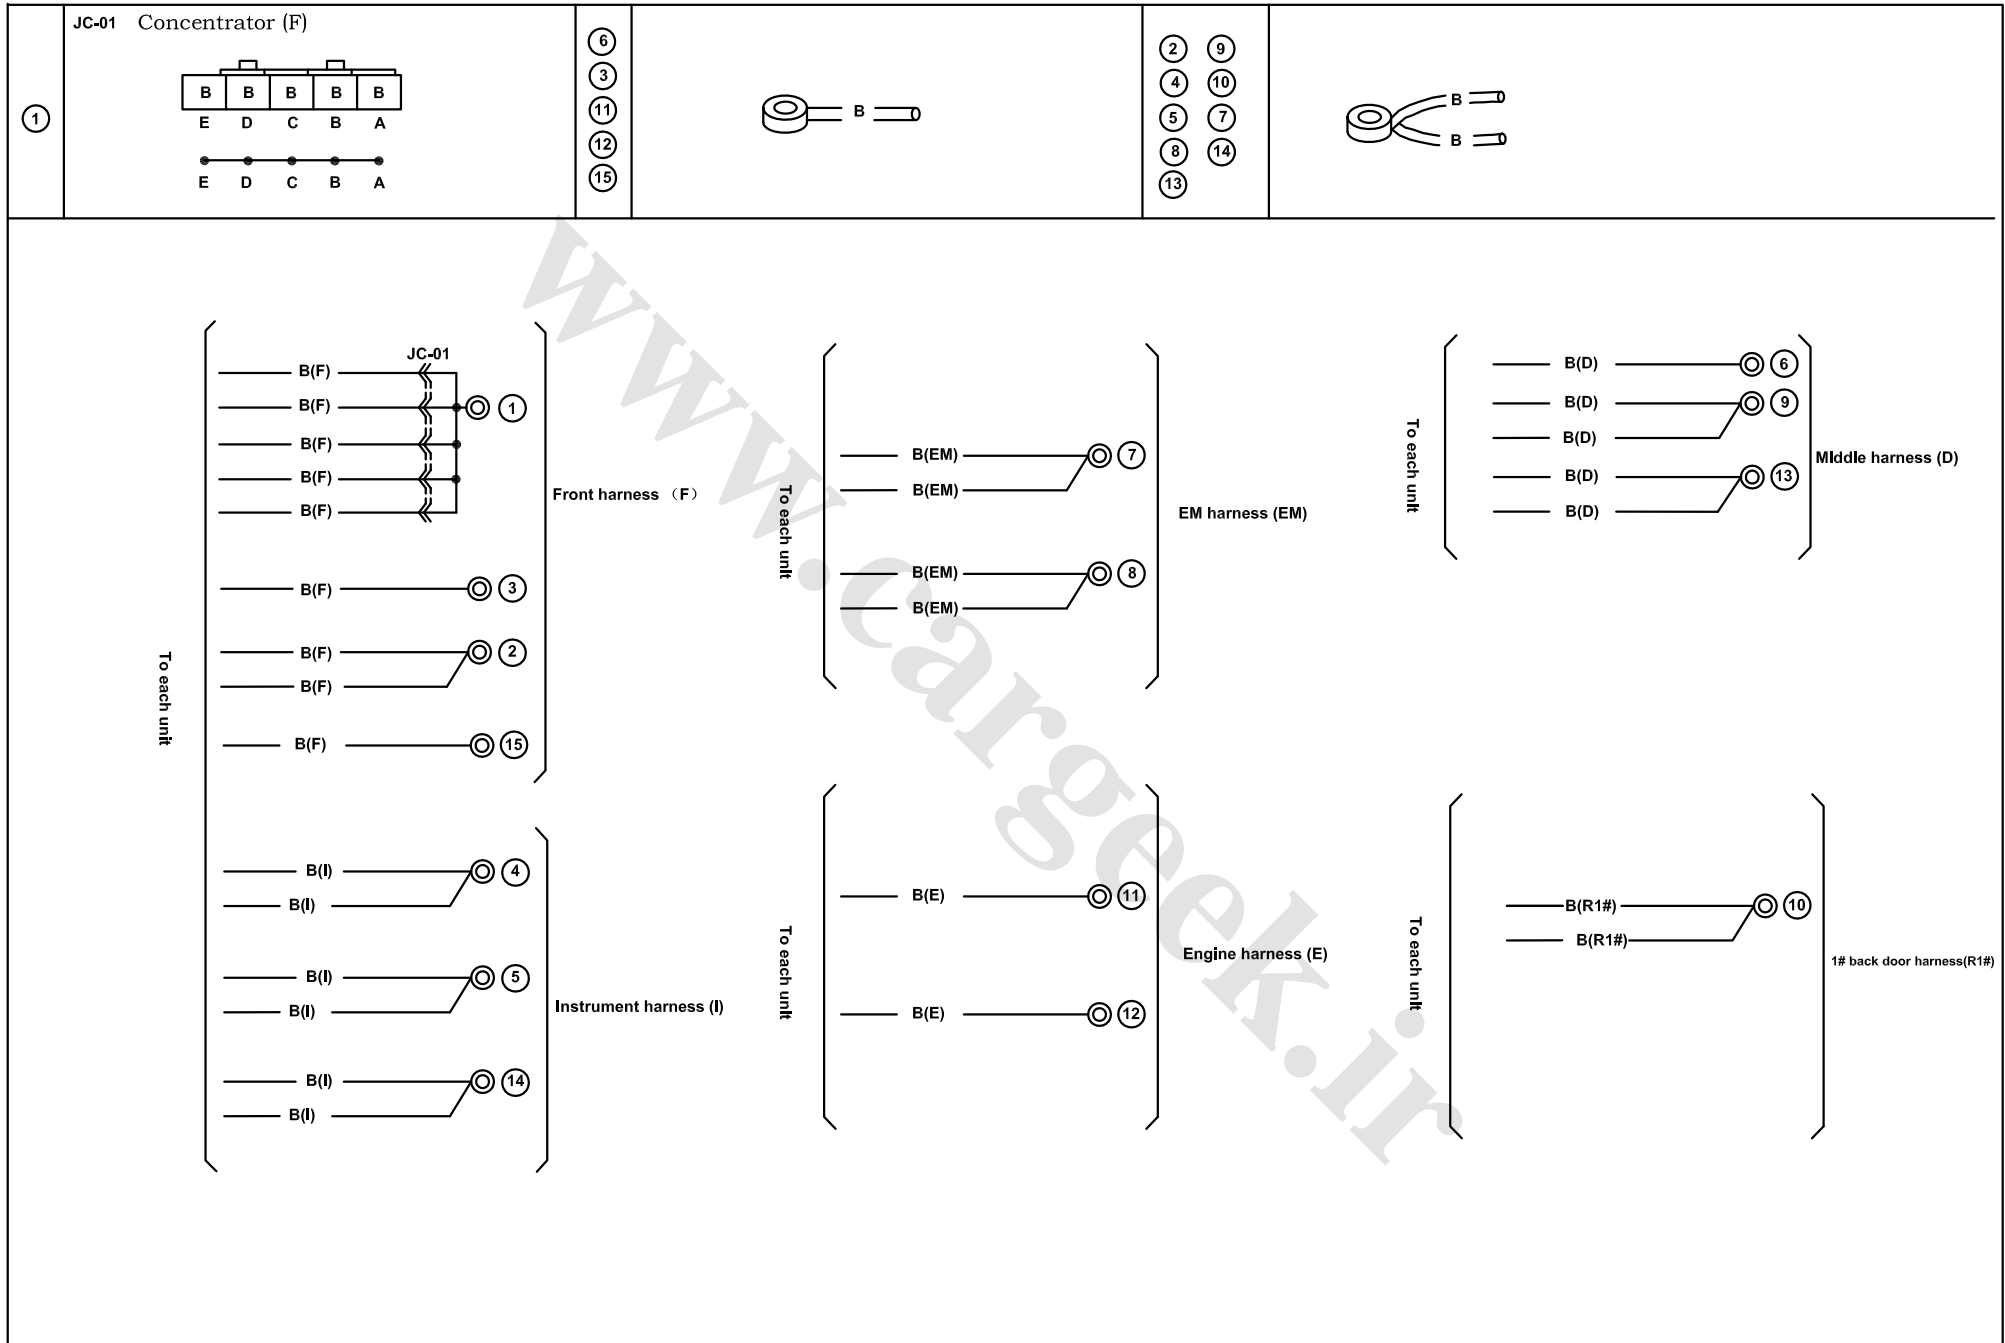 JC-01 Concentrator (F)
B B B B B
E D C B A
E D C B A
1
6
3
11
12
15
B
2 9
4 10
5 7
8 14
13
B
B
JC-01
B(F)
B(F) 1
B(F)
B(F)
B(F)
B(F) 3
B(F) 2
B(F)
B(F) 15
Front harness (F)
To each unit
B(I) 4
B(I)
B(I) 5
B(I)
B(I) 14
B(I)
Instrument harness (I)
To each unit
B(EM) 7
B(EM)
B(EM) 8
B(EM)
EM harness (EM)
To each unit
B(E) 11
B(E) 12
Engine harness (E)
To each unit
B(D) 6
B(D) 9
B(D)
B(D) 13
B(D)
MIddle harness (D)
To each unit
B(R1#) 10
B(R1#)
1# back door harness(R1#)
www.cargeek.ir